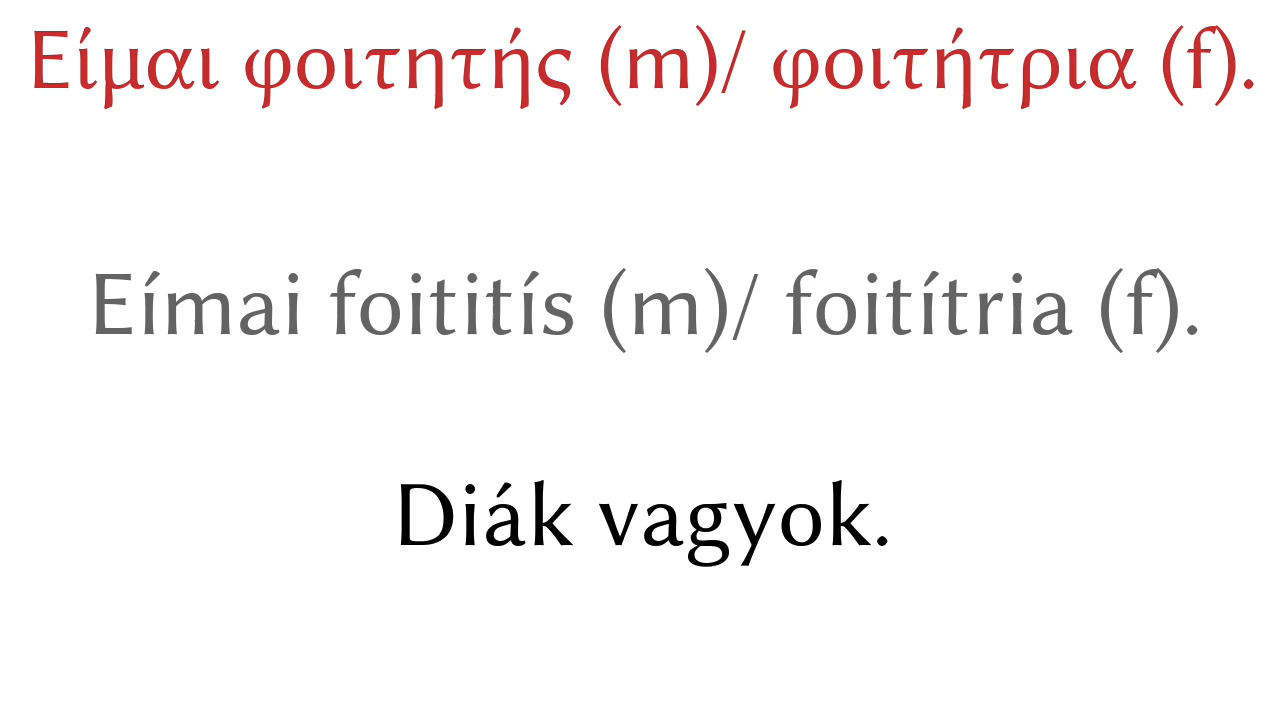 Είμαι φοιτητής (m)/ φοιτήτρια (f).
Eímai foititís (m)/ foitítria (f).
Diák vagyok.